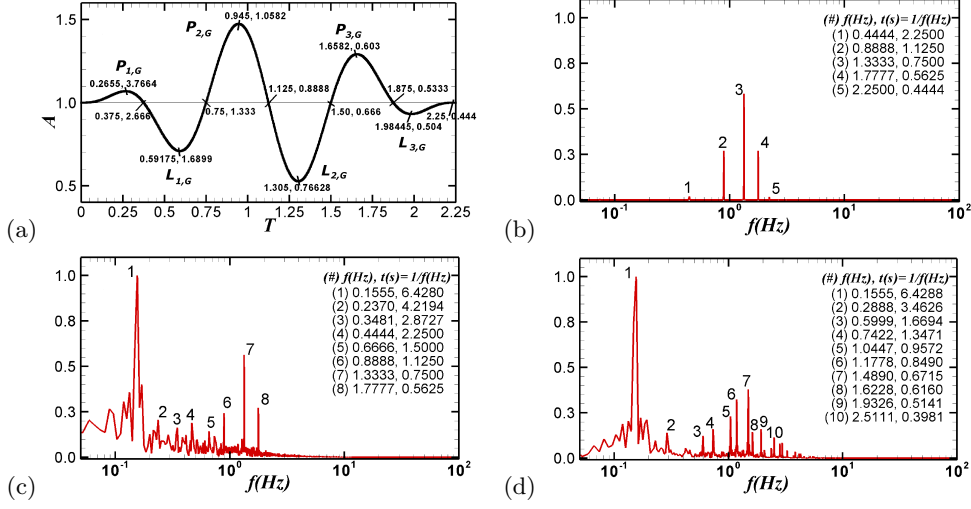 1.5
1.0
0.5
A
P1,G
0.2655, 3.7664
0.375, 2.666
0.59175, 1.6899
L1,G
P2,G
0.945, 1.0582
0.75, 1.333
1.125, 0.8888
1.305, 0.76628
L2,G
P3,G
1.6582, 0.603
1.50, 0.666
1.875, 0.5333
1.98445, 0.504
L3,G
2.25, 0.444
0 0.25 0.5 0.75 1 1.25 1.5 1.75 2 2.25
T
(a)
1.0
0.8
0.5
0.3
0.0
1 2 3 4 5
(#) f(Hz), t(s)=1/f(Hz)
(1) 0.4444, 2.2500
(2) 0.8888, 1.1250
(3) 1.3333, 0.7500
(4) 1.7777, 0.5625
(5) 2.2500, 0.4444
10-1 100 101 102
f(Hz)
(b)
1.0
0.8
0.5
0.3
0.0
1 2 3 4 5 6 7 8
(#) f(Hz), t(s)=1/f(Hz)
(1) 0.1555, 6.4280
(2) 0.2370, 4.2194
(3) 0.3481, 2.8727
(4) 0.4444, 2.2500
(5) 0.6666, 1.5000
(6) 0.8888, 1.1250
(7) 1.3333, 0.7500
(8) 1.7777, 0.5625
10-1 100 101 102
f(Hz)
(c)
1.0
0.8
0.5
0.3
0.0
1 2 3 4 5 6 7 8 9 10
(#) f(Hz), t(s)=1/f(Hz)
(1) 0.1555, 6.4288
(2) 0.2888, 3.4626
(3) 0.5999, 1.6694
(4) 0.7422, 1.3471
(5) 1.0447, 0.9572
(6) 1.1778, 0.8490
(7) 1.4890, 0.6715
(8) 1.6228, 0.6160
(9) 1.9326, 0.5141
(10) 2.5111, 0.3981
10-1 100 101 102
f(Hz)
(d)